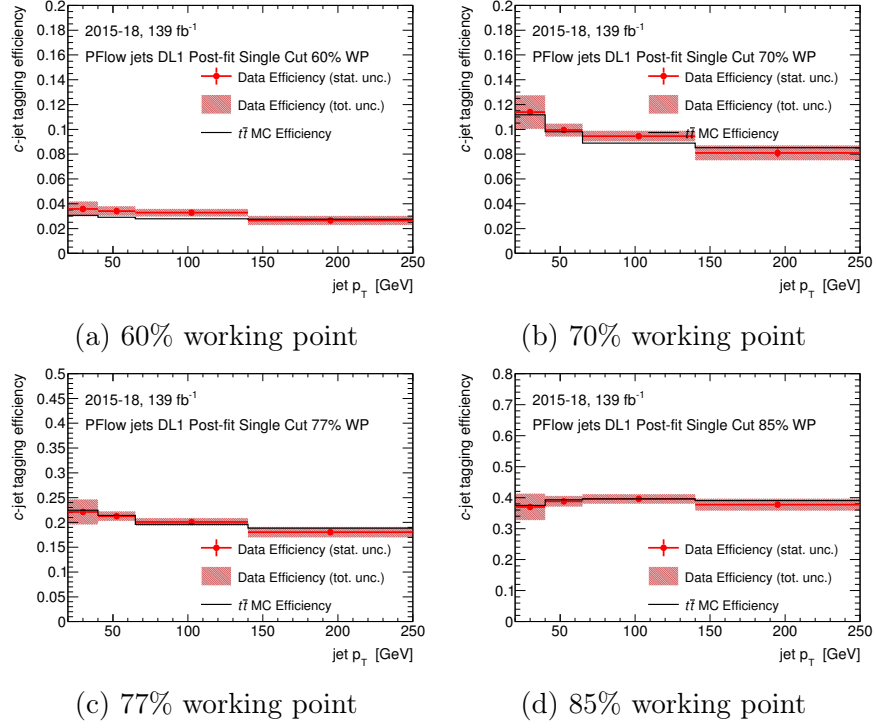 c-jet tagging efficiency
0.2
0.18
0.16
0.14
0.12
0.1
0.08
0.06
0.04
0.02
0
2015-18, 139 fb⁻¹
PFlow jets DL1 Post-fit Single Cut 60% WP
Data Efficiency (stat. unc.)
Data Efficiency (tot. unc.)
tt̄ MC Efficiency
50 100 150 200 250
jet p_T [GeV]
(a) 60% working point
c-jet tagging efficiency
0.2
0.18
0.16
0.14
0.12
0.1
0.08
0.06
0.04
0.02
0
2015-18, 139 fb⁻¹
PFlow jets DL1 Post-fit Single Cut 70% WP
Data Efficiency (stat. unc.)
Data Efficiency (tot. unc.)
tt̄ MC Efficiency
50 100 150 200 250
jet p_T [GeV]
(b) 70% working point
c-jet tagging efficiency
0.5
0.45
0.4
0.35
0.3
0.25
0.2
0.15
0.1
0.05
0
2015-18, 139 fb⁻¹
PFlow jets DL1 Post-fit Single Cut 77% WP
Data Efficiency (stat. unc.)
Data Efficiency (tot. unc.)
tt̄ MC Efficiency
50 100 150 200 250
jet p_T [GeV]
(c) 77% working point
c-jet tagging efficiency
0.8
0.7
0.6
0.5
0.4
0.3
0.2
0.1
0
2015-18, 139 fb⁻¹
PFlow jets DL1 Post-fit Single Cut 85% WP
Data Efficiency (stat. unc.)
Data Efficiency (tot. unc.)
tt̄ MC Efficiency
50 100 150 200 250
jet p_T [GeV]
(d) 85% working point